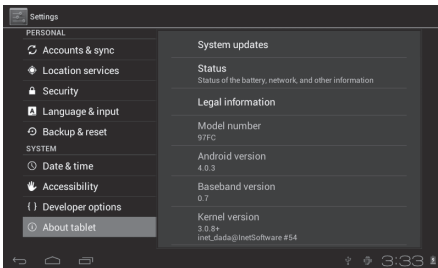 Settings
PERSONAL
Accounts & sync
Location services
Security
Language & input
Backup & reset
SYSTEM
Date & time
Accessibility
Developer options
About tablet
System updates
Status
Status of the battery, network, and other information
Legal information
Model number
97FC
Android version
4.0.3
Baseband version
0.7
Kernel version
3.0.8+
inet_dada@InetSoftware #54
3:33